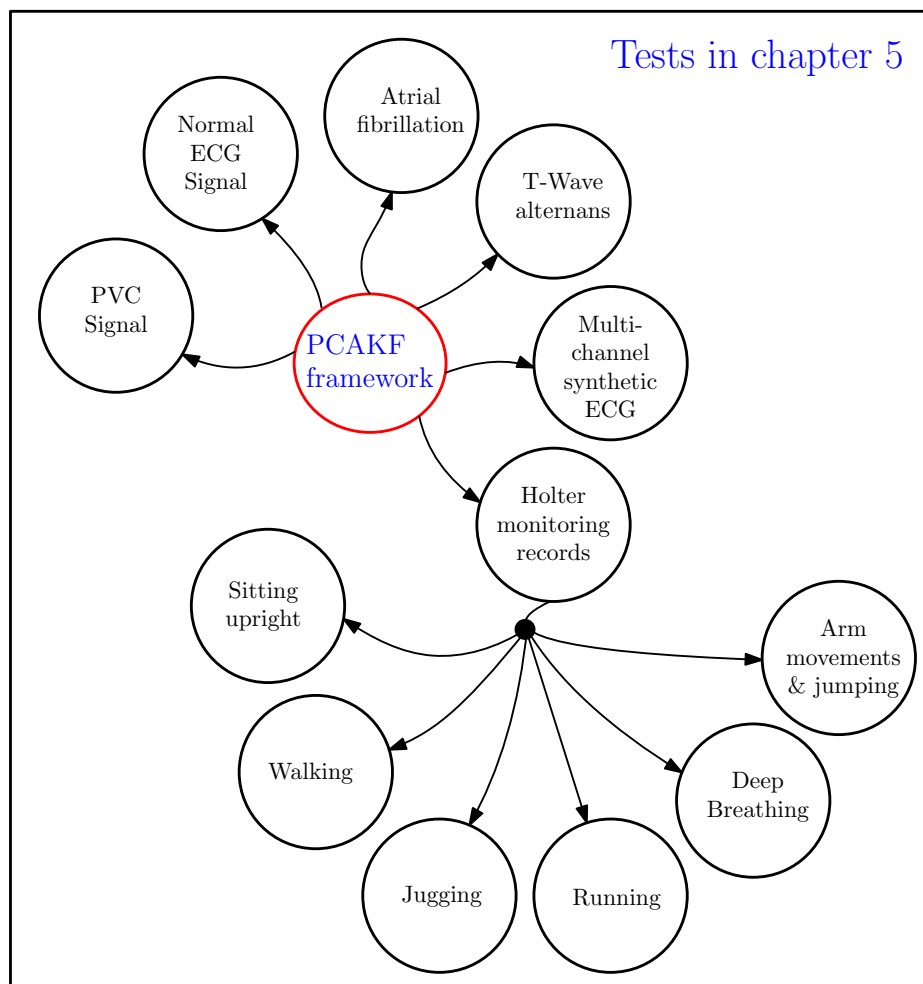 Tests in chapter 5
Atrial
fibrillation
Normal
ECG
Signal
T-Wave
alternans
PVC
Signal
PCAKF
framework
Multi-
channel
synthetic
ECG
Holter
monitoring
records
Sitting
upright
Arm
movements
& jumping
Walking
Deep
Breathing
Jugging
Running